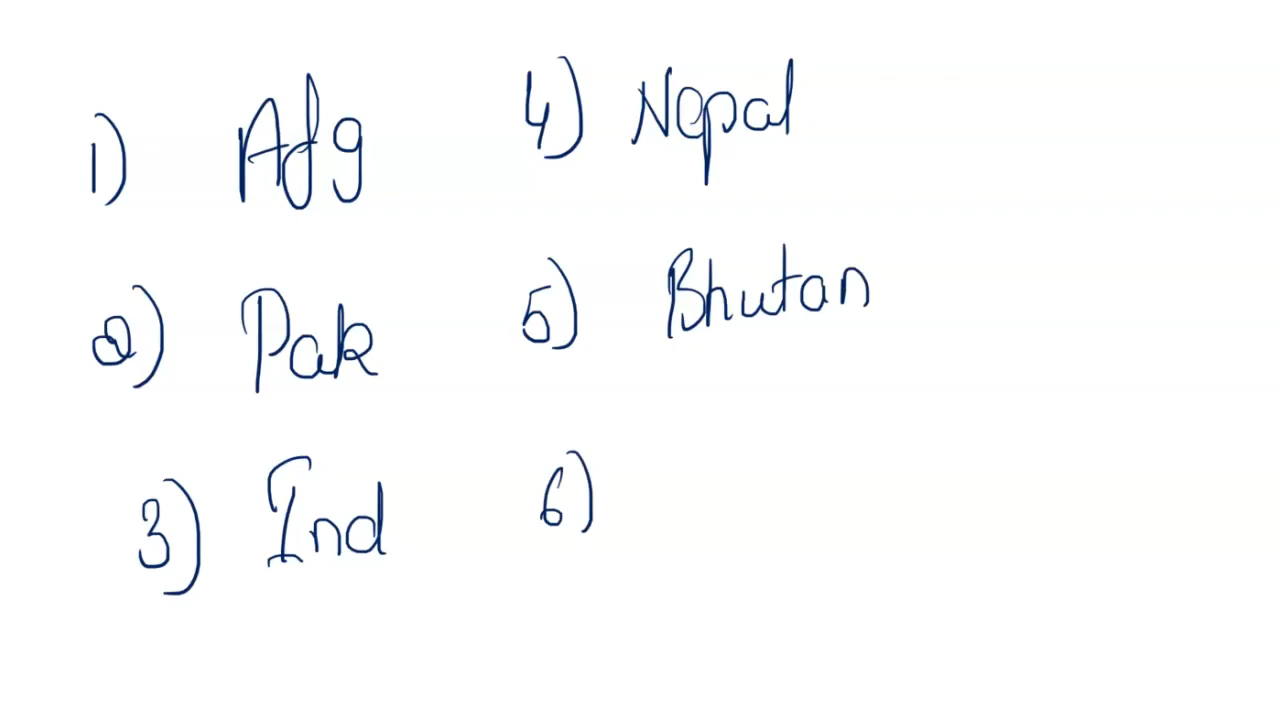 1) Afg
2) Pak
3) Ind
4) Nepal
5) Bhutan
6)